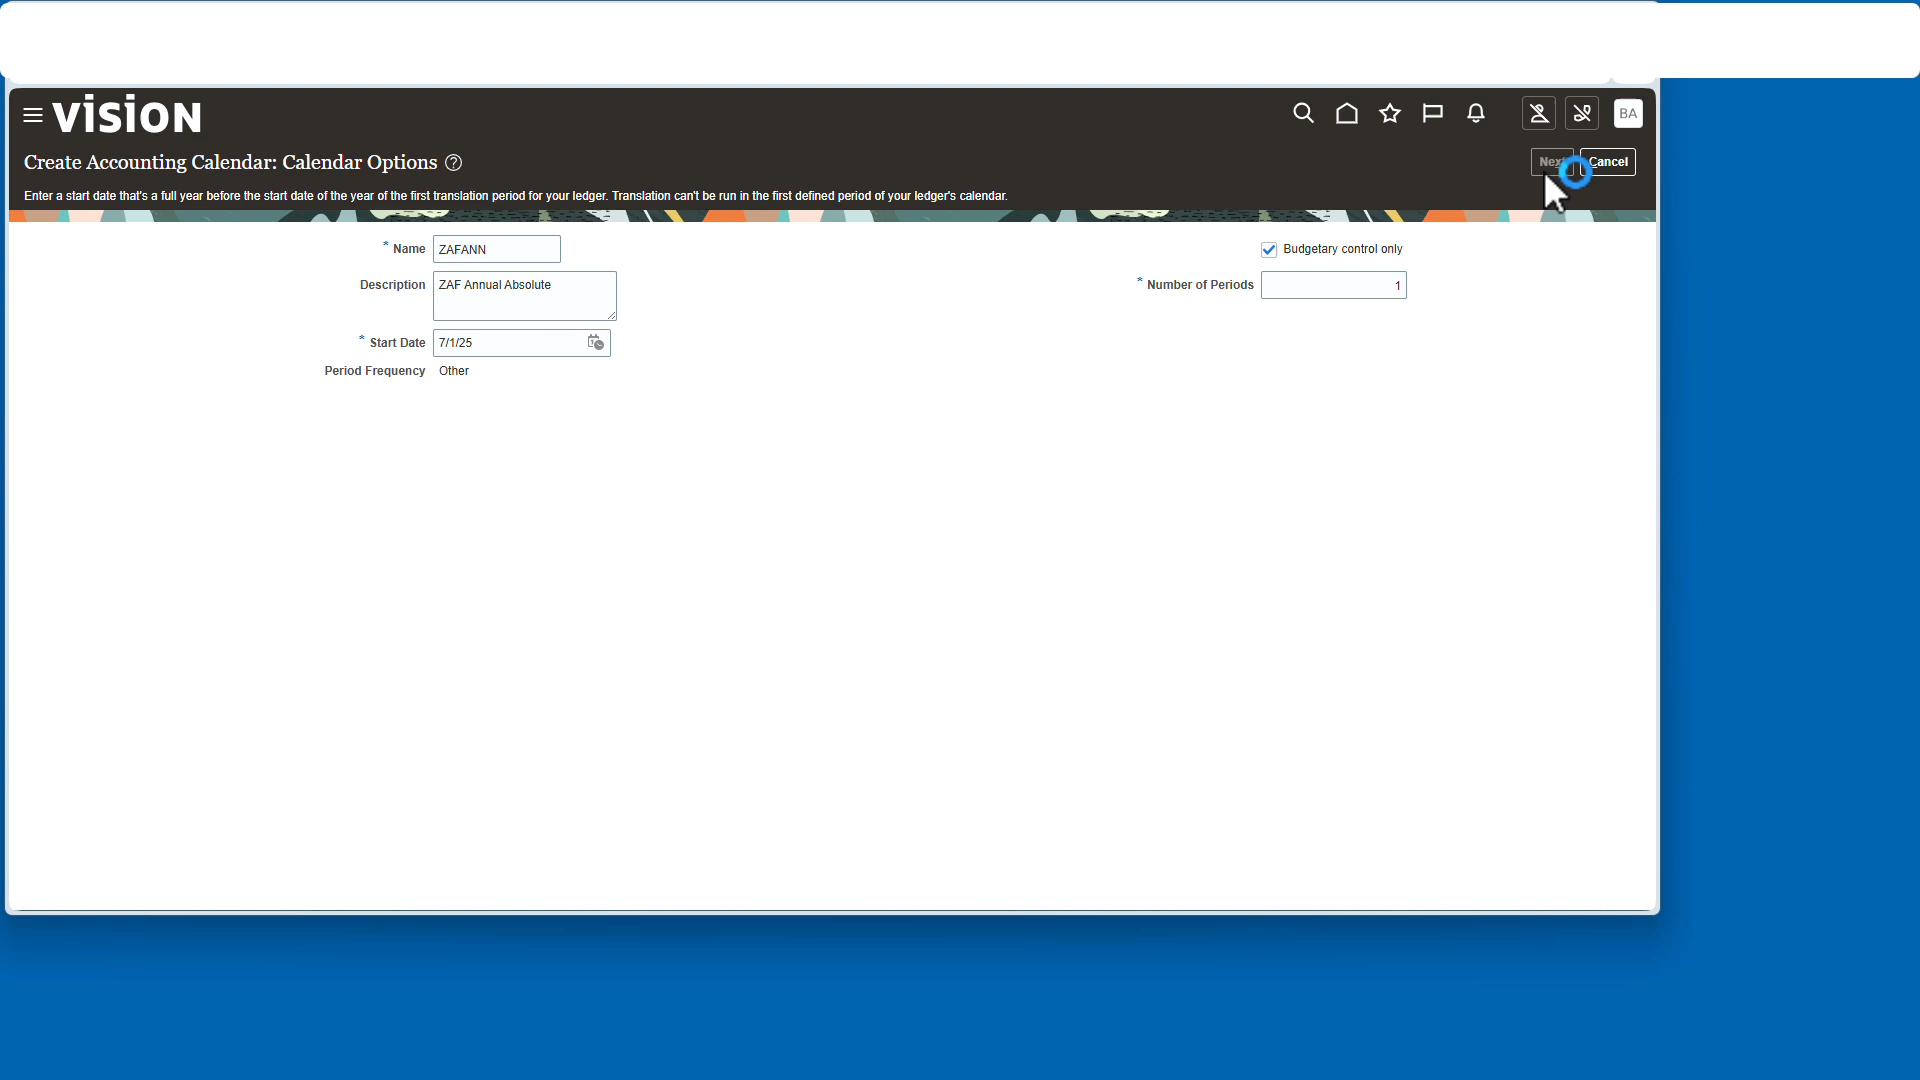 VISION
BA
Create Accounting Calendar: Calendar Options ?
Cancel
Enter a start date that's a full year before the start date of the year of the first translation period for your ledger. Translation can't be run in the first defined period of your ledger's calendar.
* Name ZAFANN
Budgetary control only
Description ZAF Annual Absolute
* Number of Periods 1
* Start Date 7/1/25
Period Frequency Other